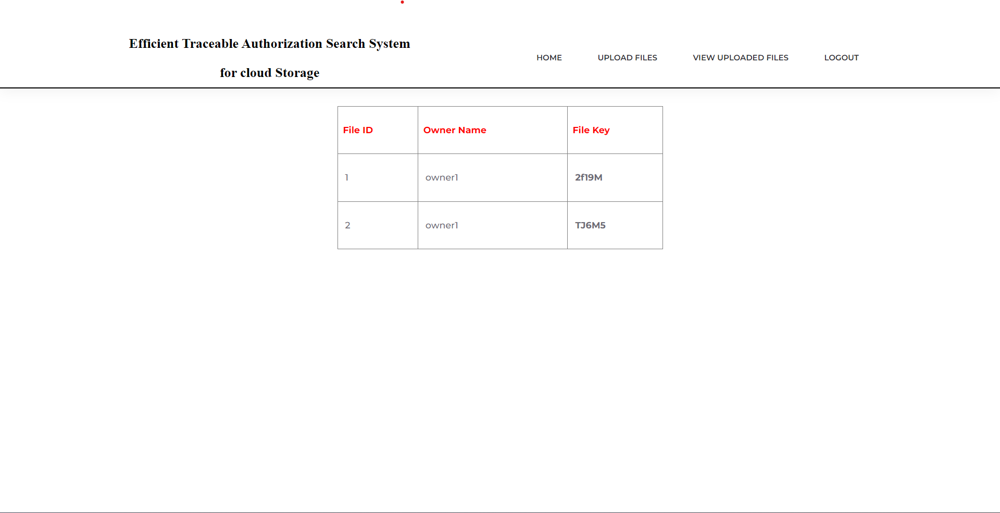 Efficient Traceable Authorization Search System
for cloud Storage
HOME UPLOAD FILES VIEW UPLOADED FILES LOGOUT
File ID Owner Name File Key
1 owner1 2f19M
2 owner1 TJ6M5